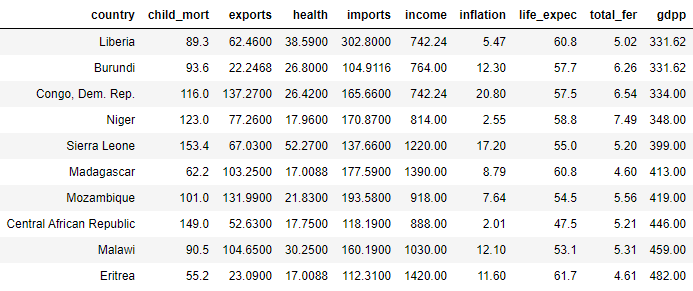 country child_mort exports health imports income inflation life_expec total_fer gdpp
Liberia 89.3 62.4600 38.5900 302.8000 742.24 5.47 60.8 5.02 331.62
Burundi 93.6 22.2468 26.8000 104.9116 764.00 12.30 57.7 6.26 331.62
Congo, Dem. Rep. 116.0 137.2700 26.4200 165.6600 742.24 20.80 57.5 6.54 334.00
Niger 123.0 77.2600 17.9600 170.8700 814.00 2.55 58.8 7.49 348.00
Sierra Leone 153.4 67.0300 52.2700 137.6600 1220.00 17.20 55.0 5.20 399.00
Madagascar 62.2 103.2500 17.0088 177.5900 1390.00 8.79 60.8 4.60 413.00
Mozambique 101.0 131.9900 21.8300 193.5800 918.00 7.64 54.5 5.56 419.00
Central African Republic 149.0 52.6300 17.7500 118.1900 888.00 2.01 47.5 5.21 446.00
Malawi 90.5 104.6500 30.2500 160.1900 1030.00 12.10 53.1 5.31 459.00
Eritrea 55.2 23.0900 17.0088 112.3100 1420.00 11.60 61.7 4.61 482.00